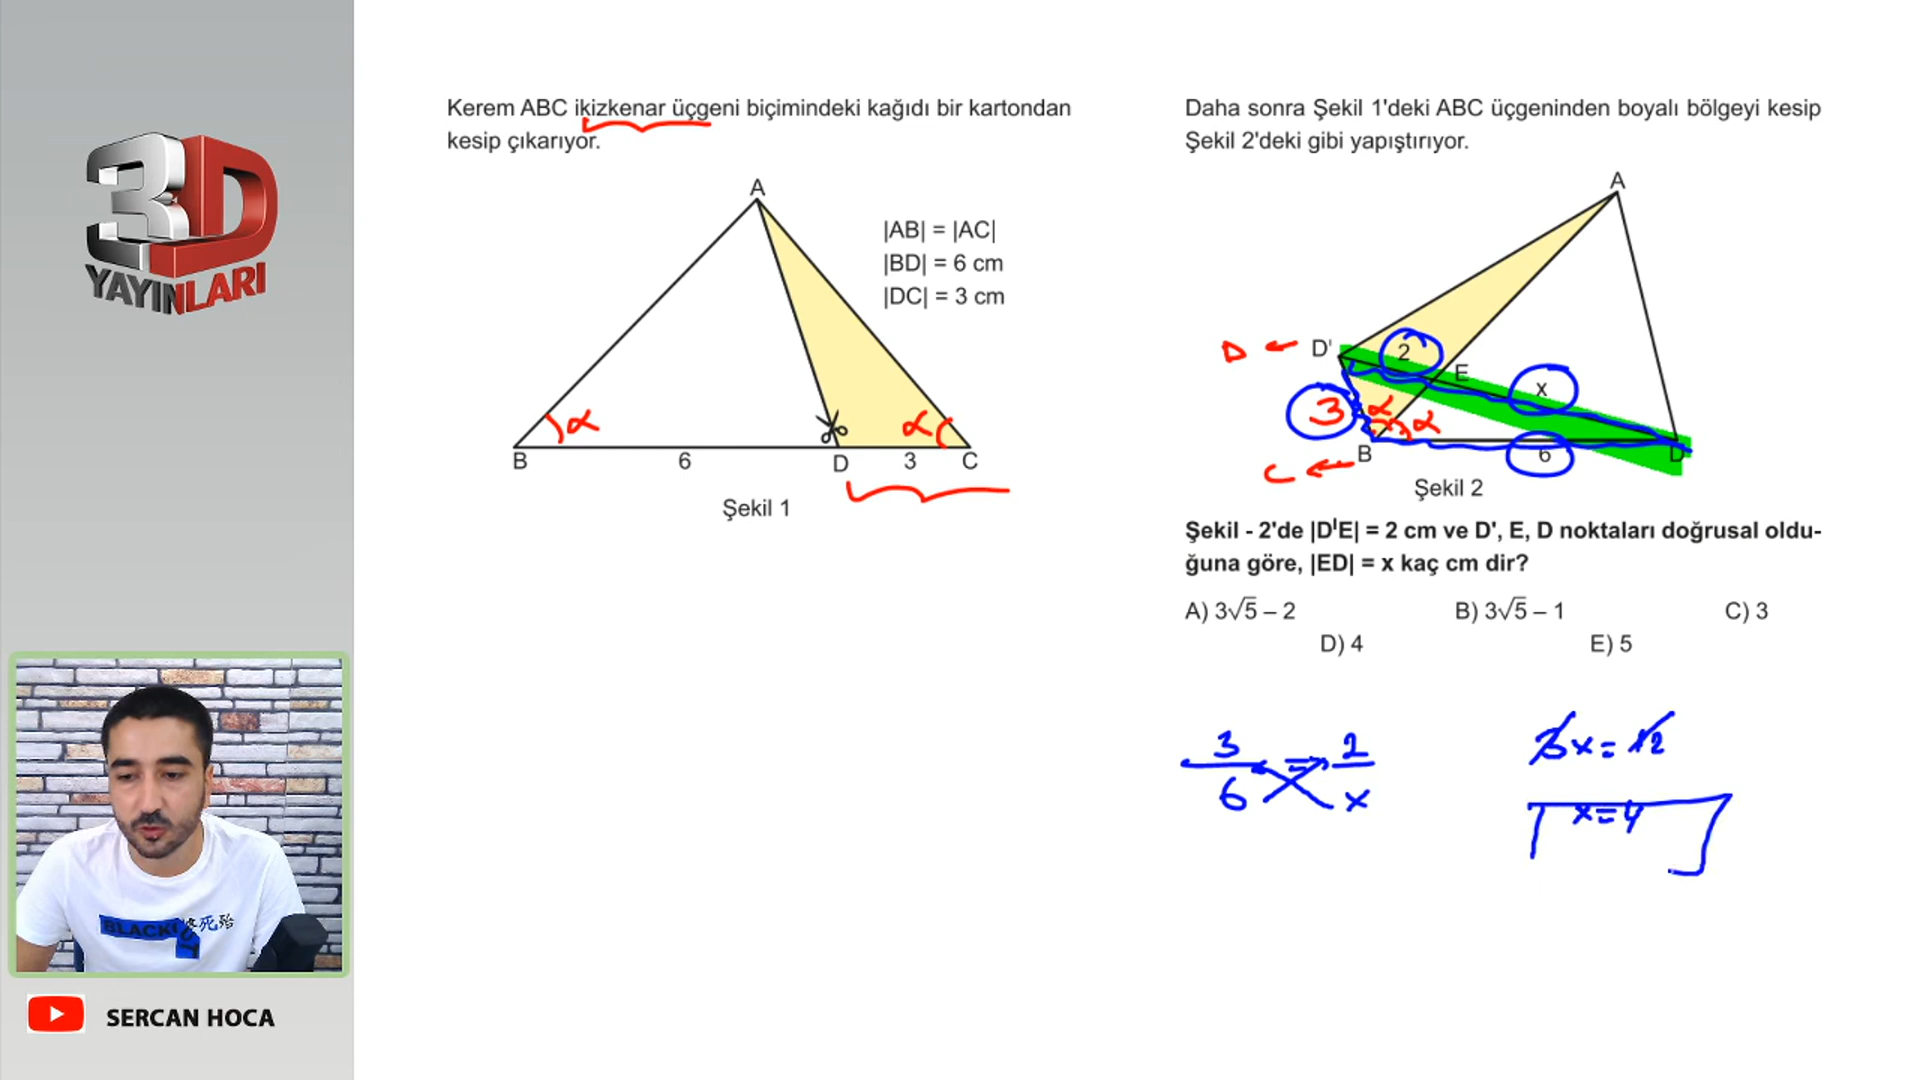 3D
YAYINLARI
Kerem ABC ikizkenar üçgeni biçimindeki kağıdı bir kartondan
kesip çıkarıyor.
A
|AB| = |AC|
|BD| = 6 cm
|DC| = 3 cm
α
α
B
6
D
3
C
Şekil 1
Daha sonra Şekil 1'deki ABC üçgeninden boyalı bölgeyi kesip
Şekil 2'deki gibi yapıştırıyor.
A
D
D'
2
E
x
3
α
α
B
6
D
C
Şekil 2
Şekil - 2'de |D'E| = 2 cm ve D', E, D noktaları doğrusal oldu-
ğuna göre, |ED| = x kaç cm dir?
A) 3√5 – 2
B) 3√5 – 1
C) 3
D) 4
E) 5
3/6 = 2/x
3x = 12
x = 4
BLACK
SERCAN HOCA